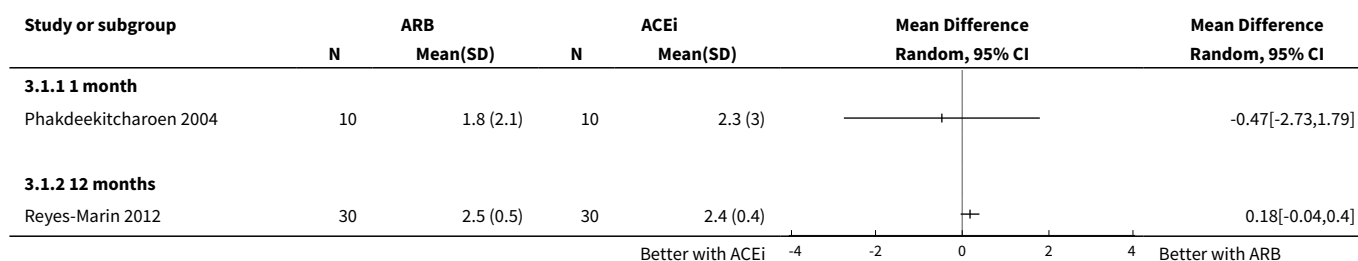 Study or subgroup ARB ACEi Mean Difference Mean Difference
N Mean(SD) N Mean(SD) Random, 95% CI Random, 95% CI
3.1.1 1 month
Phakdeekitcharoen 2004 10 1.8 (2.1) 10 2.3 (3) -0.47[-2.73,1.79]
3.1.2 12 months
Reyes-Marin 2012 30 2.5 (0.5) 30 2.4 (0.4) 0.18[-0.04,0.4]
Better with ACEi -4 -2 0 2 4 Better with ARB